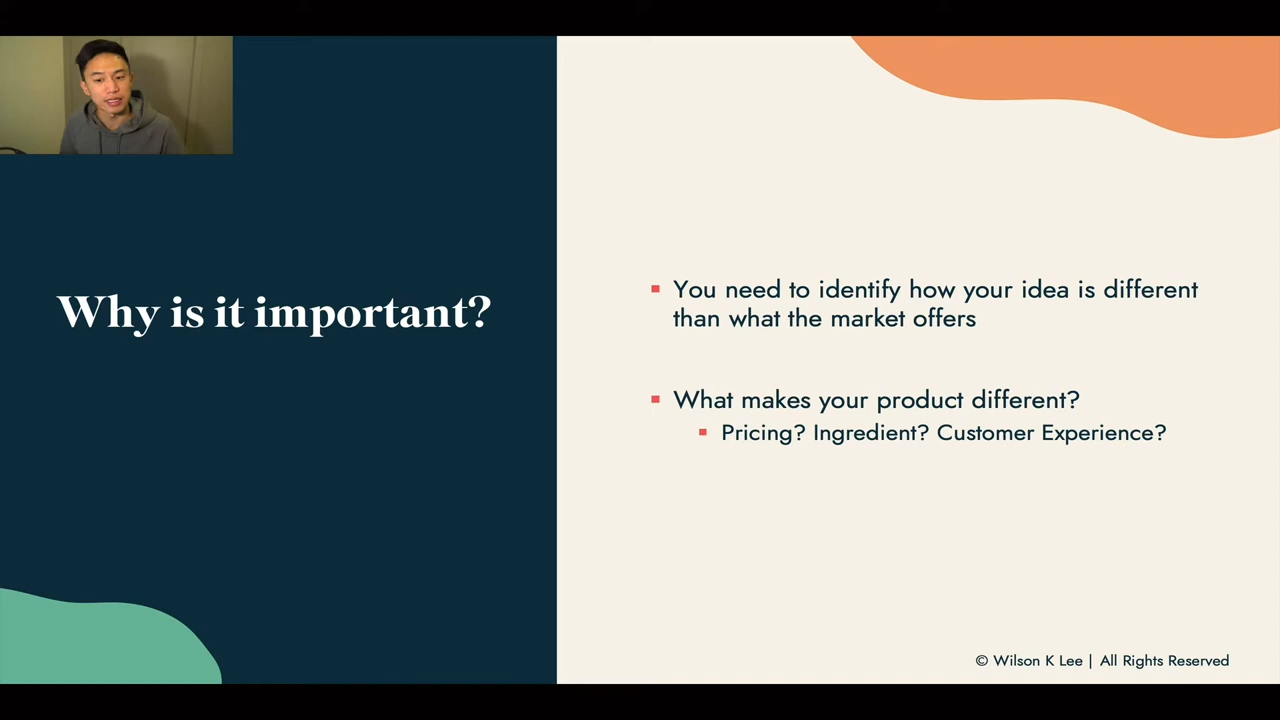 Why is it important?
You need to identify how your idea is different
than what the market offers
What makes your product different?
Pricing? Ingredient? Customer Experience?
© Wilson K Lee | All Rights Reserved